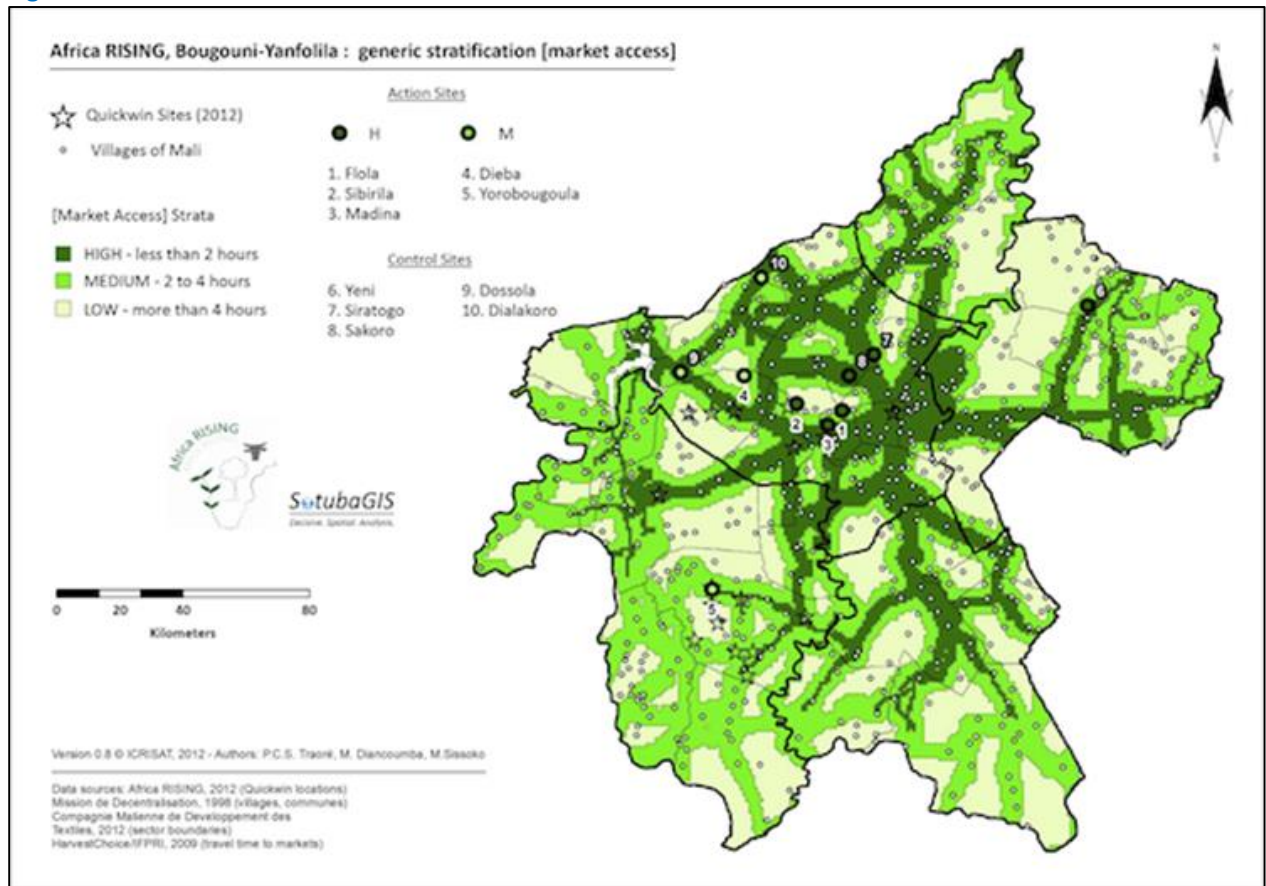 Africa RISING, Bougouni-Yanfolila : generic stratification [market access]
Quickwin Sites (2012)
Villages of Mali
[Market Access] Strata
HIGH - less than 2 hours
MEDIUM - 2 to 4 hours
LOW - more than 4 hours
Action Sites
H M
1. Flola 4. Dieba
2. Sibirila 5. Yorobougoula
3. Madina
Control Sites
6. Yeni 9. Dossola
7. Siratogo 10. Dialakoro
8. Sakoro
N
S
10
6
7
8
9
4
2
1
3
5
Africa RISING
SotubaGIS
Decisive. Spatial. Analysis.
0 20 40 80
Kilometers
Version 0.8 © ICRISAT, 2012 - Authors: P.C.S. Traoré, M. Diancoumba, M.Sissoko
Data sources: Africa RISING, 2012 (Quickwin locations)
Mission de Decentralisation, 1998 (villages, communes)
Compagnie Malienne de Developpement des
Textiles, 2012 (sector boundaries)
HarvestChoice/IFPRI, 2009 (travel time to markets)